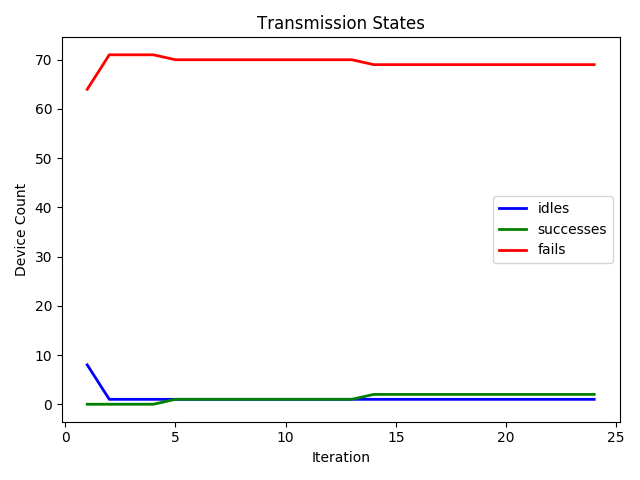 Transmission States
Device Count
70
60
50
40
30
20
10
0
idles
successes
fails
0 5 10 15 20 25
Iteration